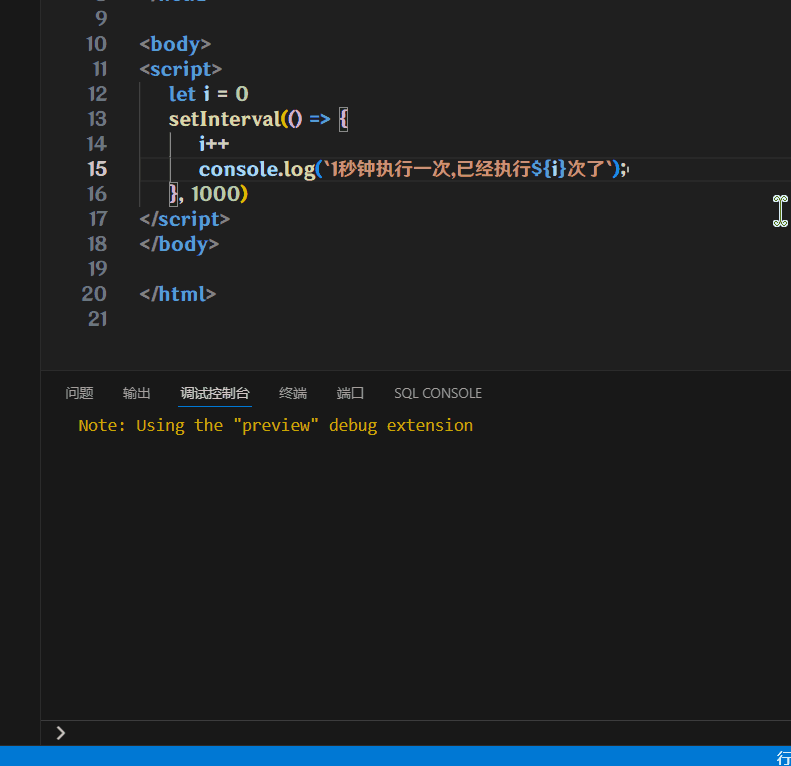 9
10 <body>
11 <script>
12 let i = 0
13 setInterval(() => {
14 i++
15 console.log(`1秒钟执行一次,已经执行${i}次了`);
16 }, 1000)
17 </script>
18 </body>
19
20 </html>
21
问题 输出 调试控制台 终端 端口 SQL CONSOLE
Note: Using the "preview" debug extension
行